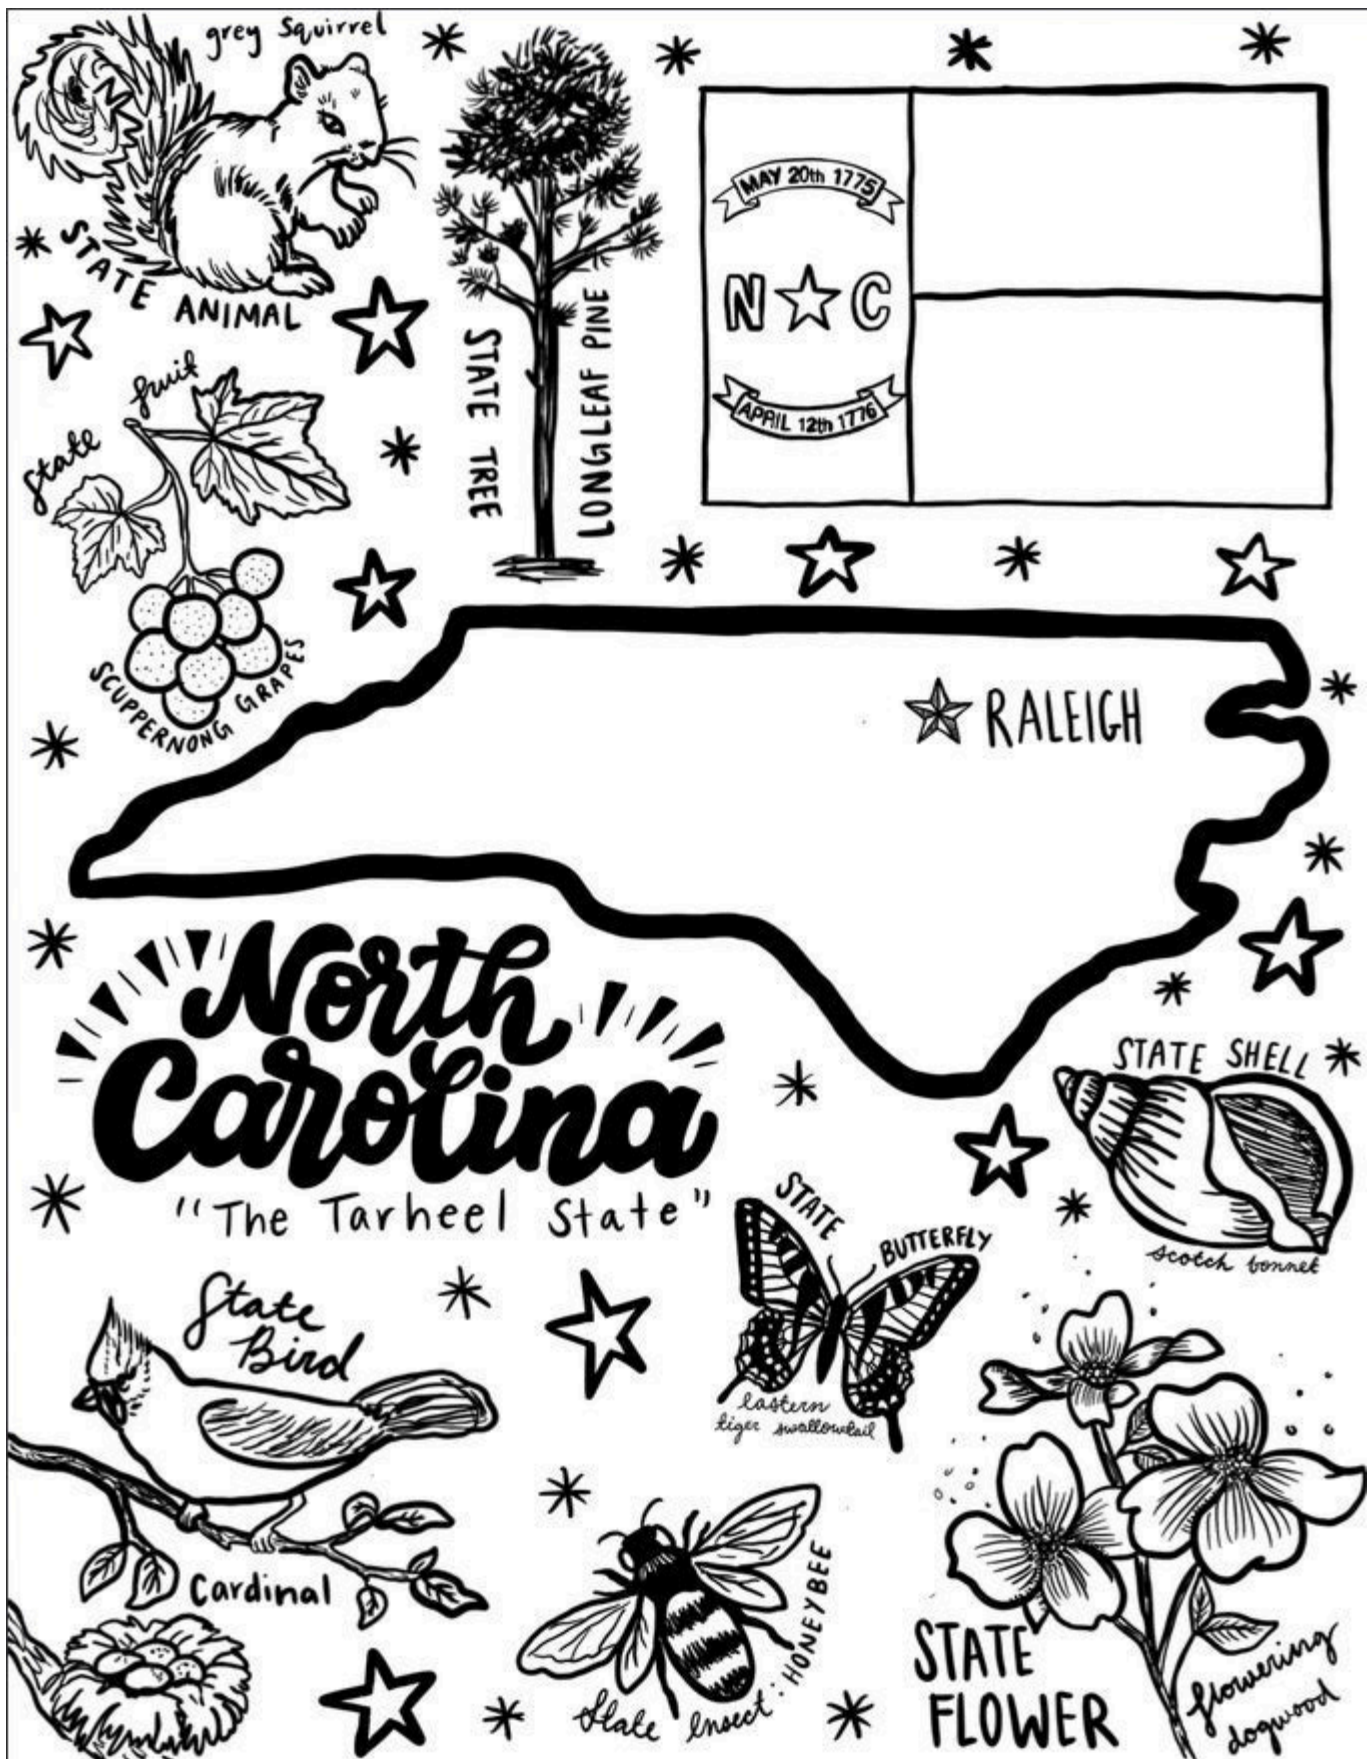 grey Squirrel
STATE ANIMAL
STATE TREE
LONGLEAF PINE
MAY 20th 1775
N C
APRIL 12th 1776
state fruit
SCUPPERNONG GRAPES
RALEIGH
North
Carolina
"The Tarheel State"
STATE SHELL
scotch bonnet
STATE BUTTERFLY
eastern
tiger swallowtail
State
Bird
Cardinal
State Insect: HONEYBEE
STATE
FLOWER
flowering
dogwood